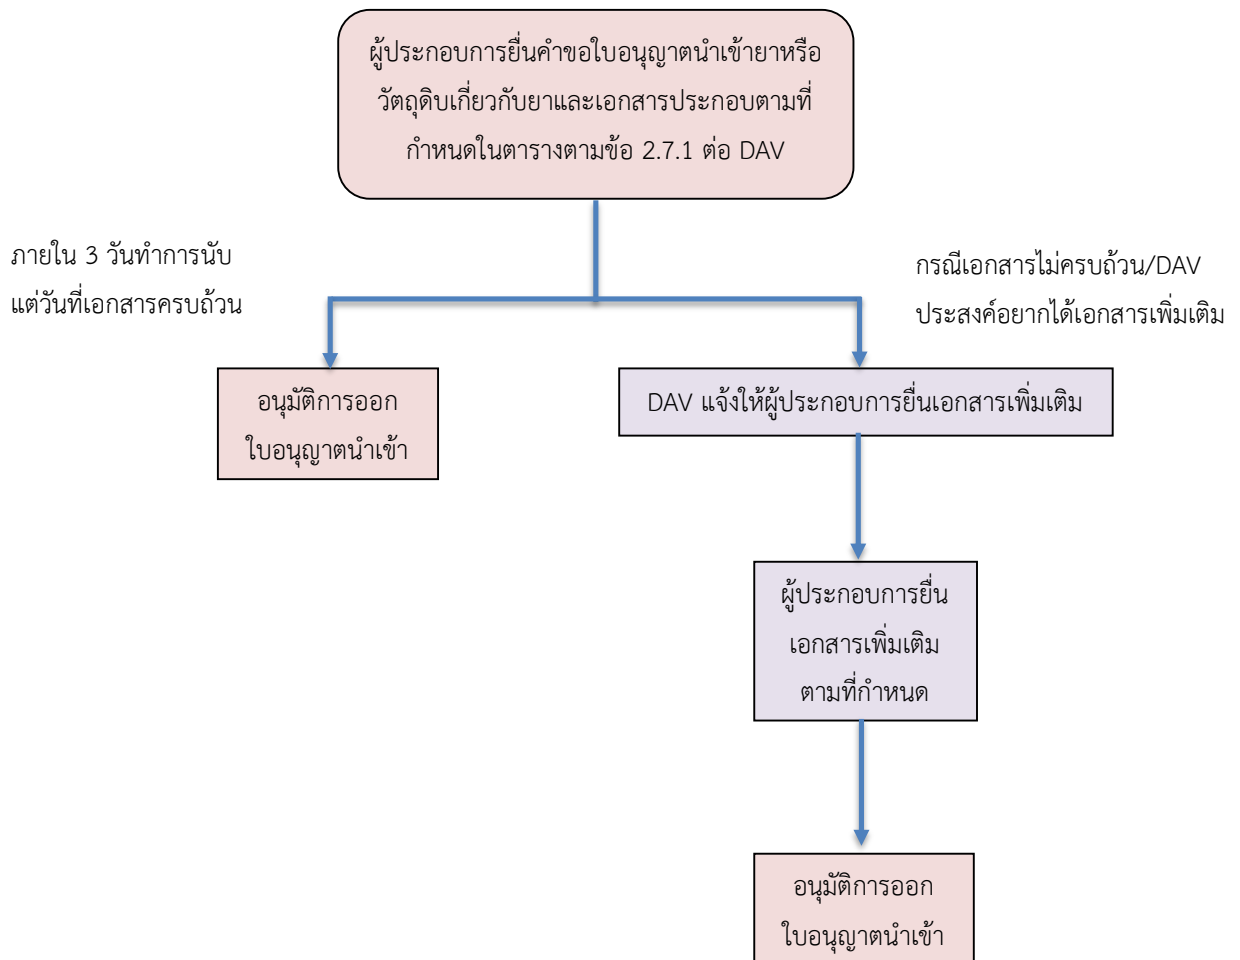 ผู้ประกอบการยื่นคำขอใบอนุญาตนำเข้ายาหรือ
วัตถุดิบเกี่ยวกับยาและเอกสารประกอบตามที่
กำหนดในตารางตามข้อ 2.7.1 ต่อ DAV
ภายใน 3 วันทำการนับ
แต่วันที่เอกสารครบถ้วน
กรณีเอกสารไม่ครบถ้วน/DAV
ประสงค์อยากได้เอกสารเพิ่มเติม
อนุมัติการออก
ใบอนุญาตนำเข้า
DAV แจ้งให้ผู้ประกอบการยื่นเอกสารเพิ่มเติม
ผู้ประกอบการยื่น
เอกสารเพิ่มเติม
ตามที่กำหนด
อนุมัติการออก
ใบอนุญาตนำเข้า